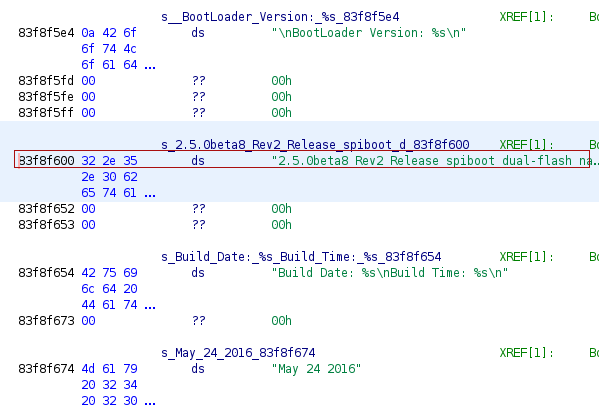 s__BootLoader_Version:_%s_83f8f5e4 XREF[1]: Bo
83f8f5e4 0a 42 6f ds "\nBootLoader Version: %s\n"
6f 74 4c
6f 61 64 ...
83f8f5fd 00 ?? 00h
83f8f5fe 00 ?? 00h
83f8f5ff 00 ?? 00h
s_2.5.0beta8_Rev2_Release_spiboot_d_83f8f600 XREF[1]: Bo
83f8f600 32 2e 35 ds "2.5.0beta8 Rev2 Release spiboot dual-flash na...
2e 30 62
65 74 61 ...
83f8f652 00 ?? 00h
83f8f653 00 ?? 00h
s_Build_Date:_%s_Build_Time:_%s_83f8f654 XREF[1]: Bo
83f8f654 42 75 69 ds "Build Date: %s\nBuild Time: %s\n"
6c 64 20
44 61 74 ...
83f8f673 00 ?? 00h
s_May_24_2016_83f8f674 XREF[1]: Bo
83f8f674 4d 61 79 ds "May 24 2016"
20 32 34
20 32 30 ...